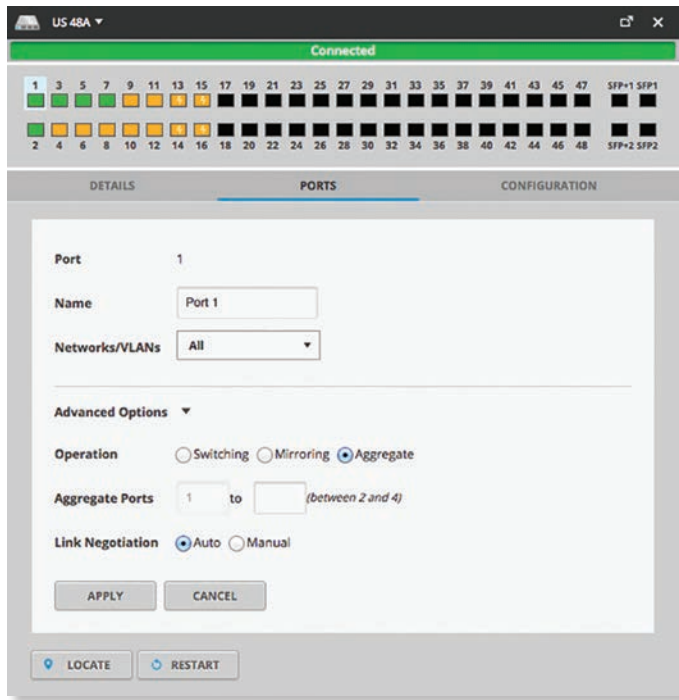 US 48A
Connected
1 3 5 7 9 11 13 15 17 19 21 23 25 27 29 31 33 35 37 39 41 43 45 47 SFP+1 SFP1
2 4 6 8 10 12 14 16 18 20 22 24 26 28 30 32 34 36 38 40 42 44 46 48 SFP+2 SFP2
DETAILS PORTS CONFIGURATION
Port 1
Name Port 1
Networks/VLANs All
Advanced Options
Operation Switching Mirroring Aggregate
Aggregate Ports 1 to (between 2 and 4)
Link Negotiation Auto Manual
APPLY CANCEL
LOCATE RESTART